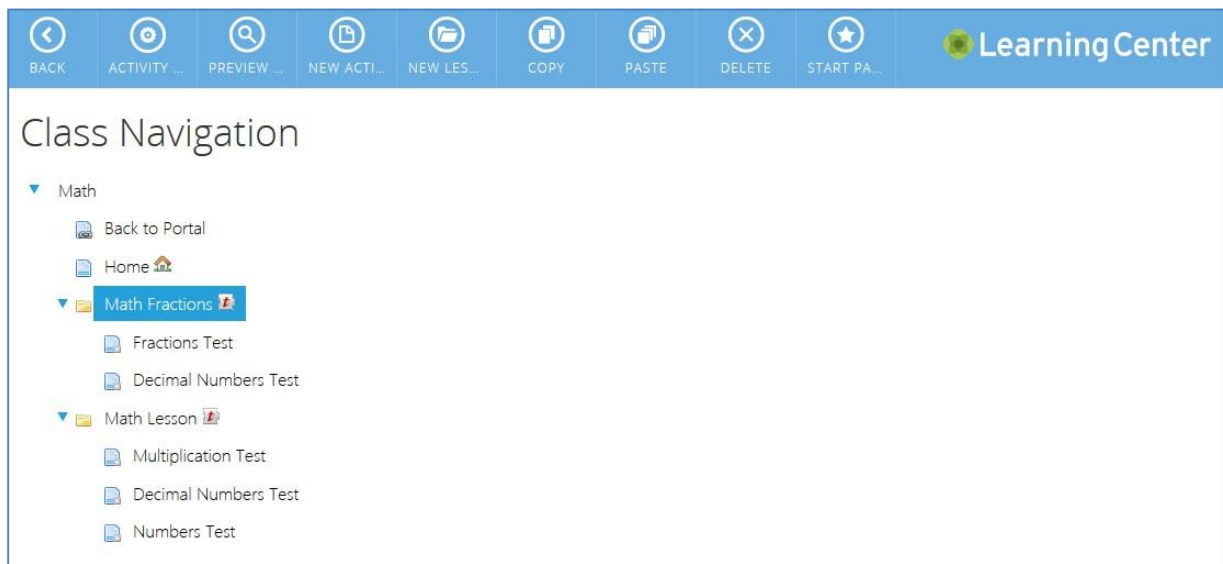 BACK ACTIVITY ... PREVIEW ... NEW ACTI... NEW LES... COPY PASTE DELETE START PA... Learning Center
Class Navigation
Math
Back to Portal
Home
Math Fractions
Fractions Test
Decimal Numbers Test
Math Lesson
Multiplication Test
Decimal Numbers Test
Numbers Test